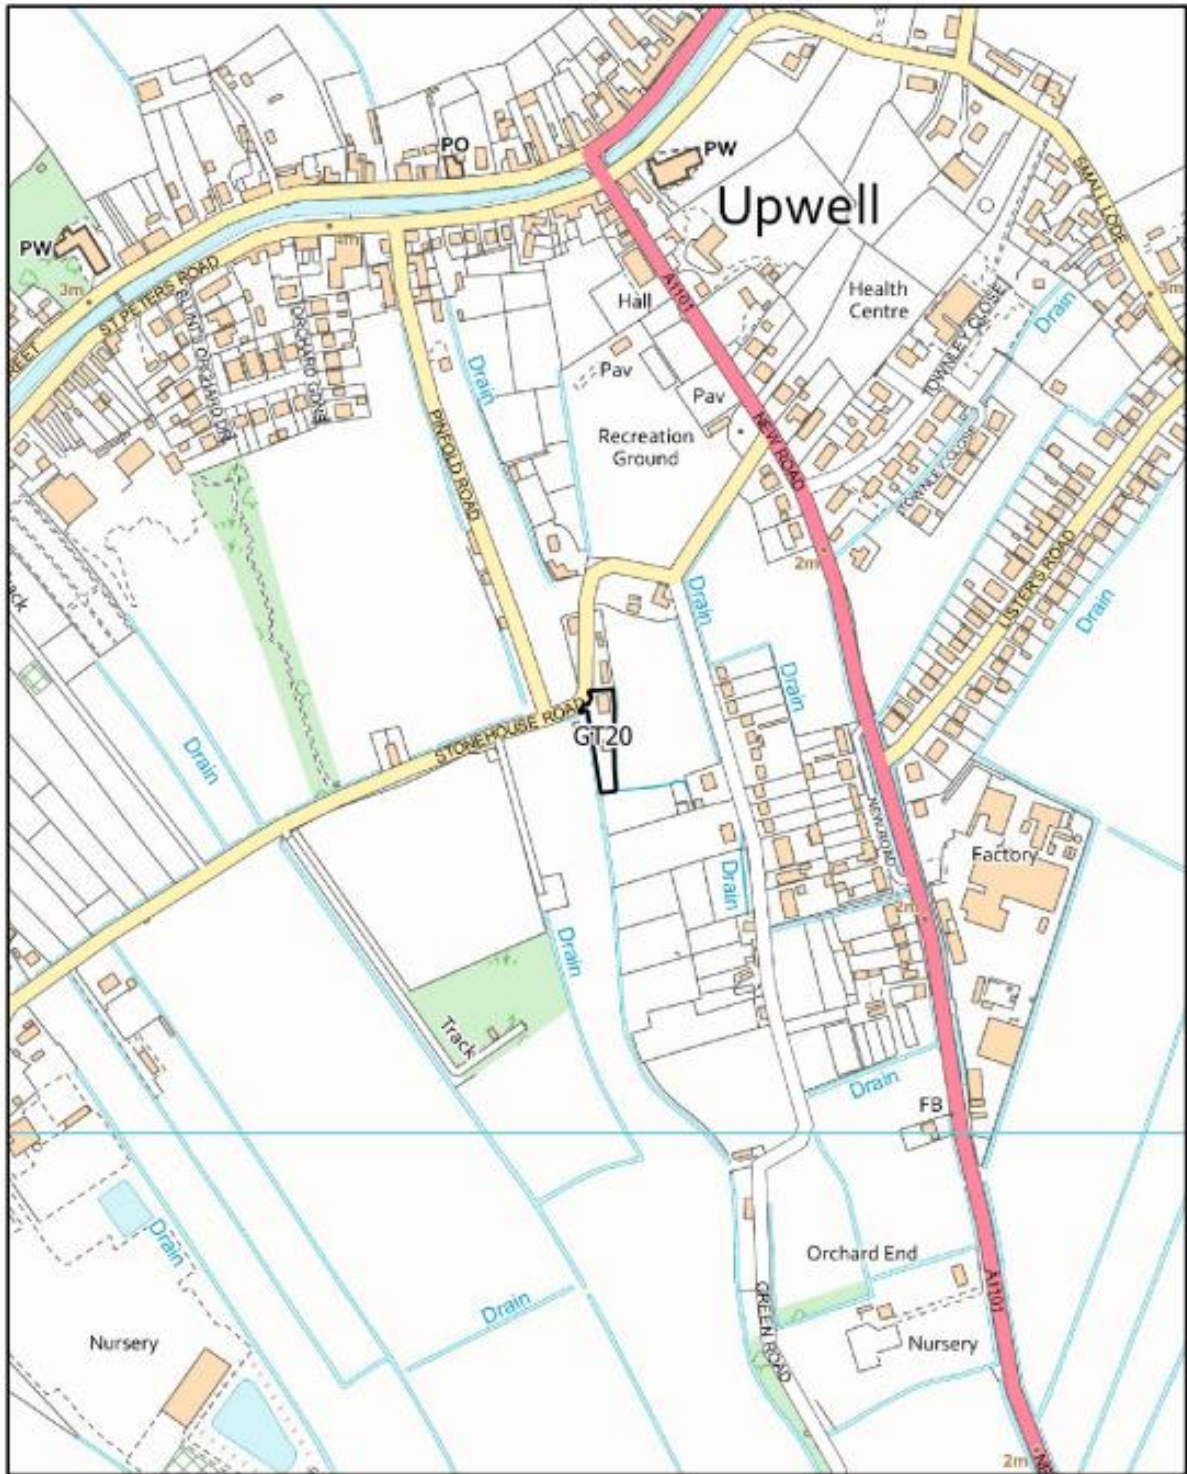 PO
PW
Upwell
SMALL LODE
PW
3m
ST PETERS ROAD
REET
ORCHARD GDNS
A1101
Hall
Health
Centre
TOWNLEY CLOSE
Drain
3m
Drain
Pav
Pav
PINFOLD ROAD
Recreation
Ground
NEW ROAD
TOWNLEY CLOSE
2m
LISTER'S ROAD
Drain
Drain
Drain
STONEHOUSE ROAD
GT20
Drain
NEW ROAD
Factory
Drain
2m
Drain
Track
Drain
FB
Drain
Orchard End
Drain
GREEN ROAD
A1101
Nursery
Nursery
2m